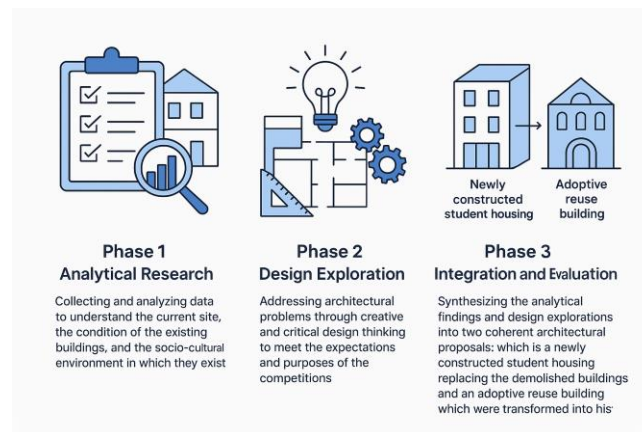 Newly
constructed
student housing
Adoptive
reuse
building
Phase 1
Analytical Research
Collecting and analyzing data
to understand the current site,
the condition of the existing
buildings, and the socio-cultural
environment in which they exist
Phase 2
Design Exploration
Addressing architectural
problems through creative
and critical design thinking
to meet the expectations
and purposes of the
competitions
Phase 3
Integration and Evaluation
Synthesizing the analytical
findings and design explorations
into two coherent architectural
proposals: which is a newly
constructed student housing
replacing the demolished buildings
and an adoptive reuse building
which were transformed into